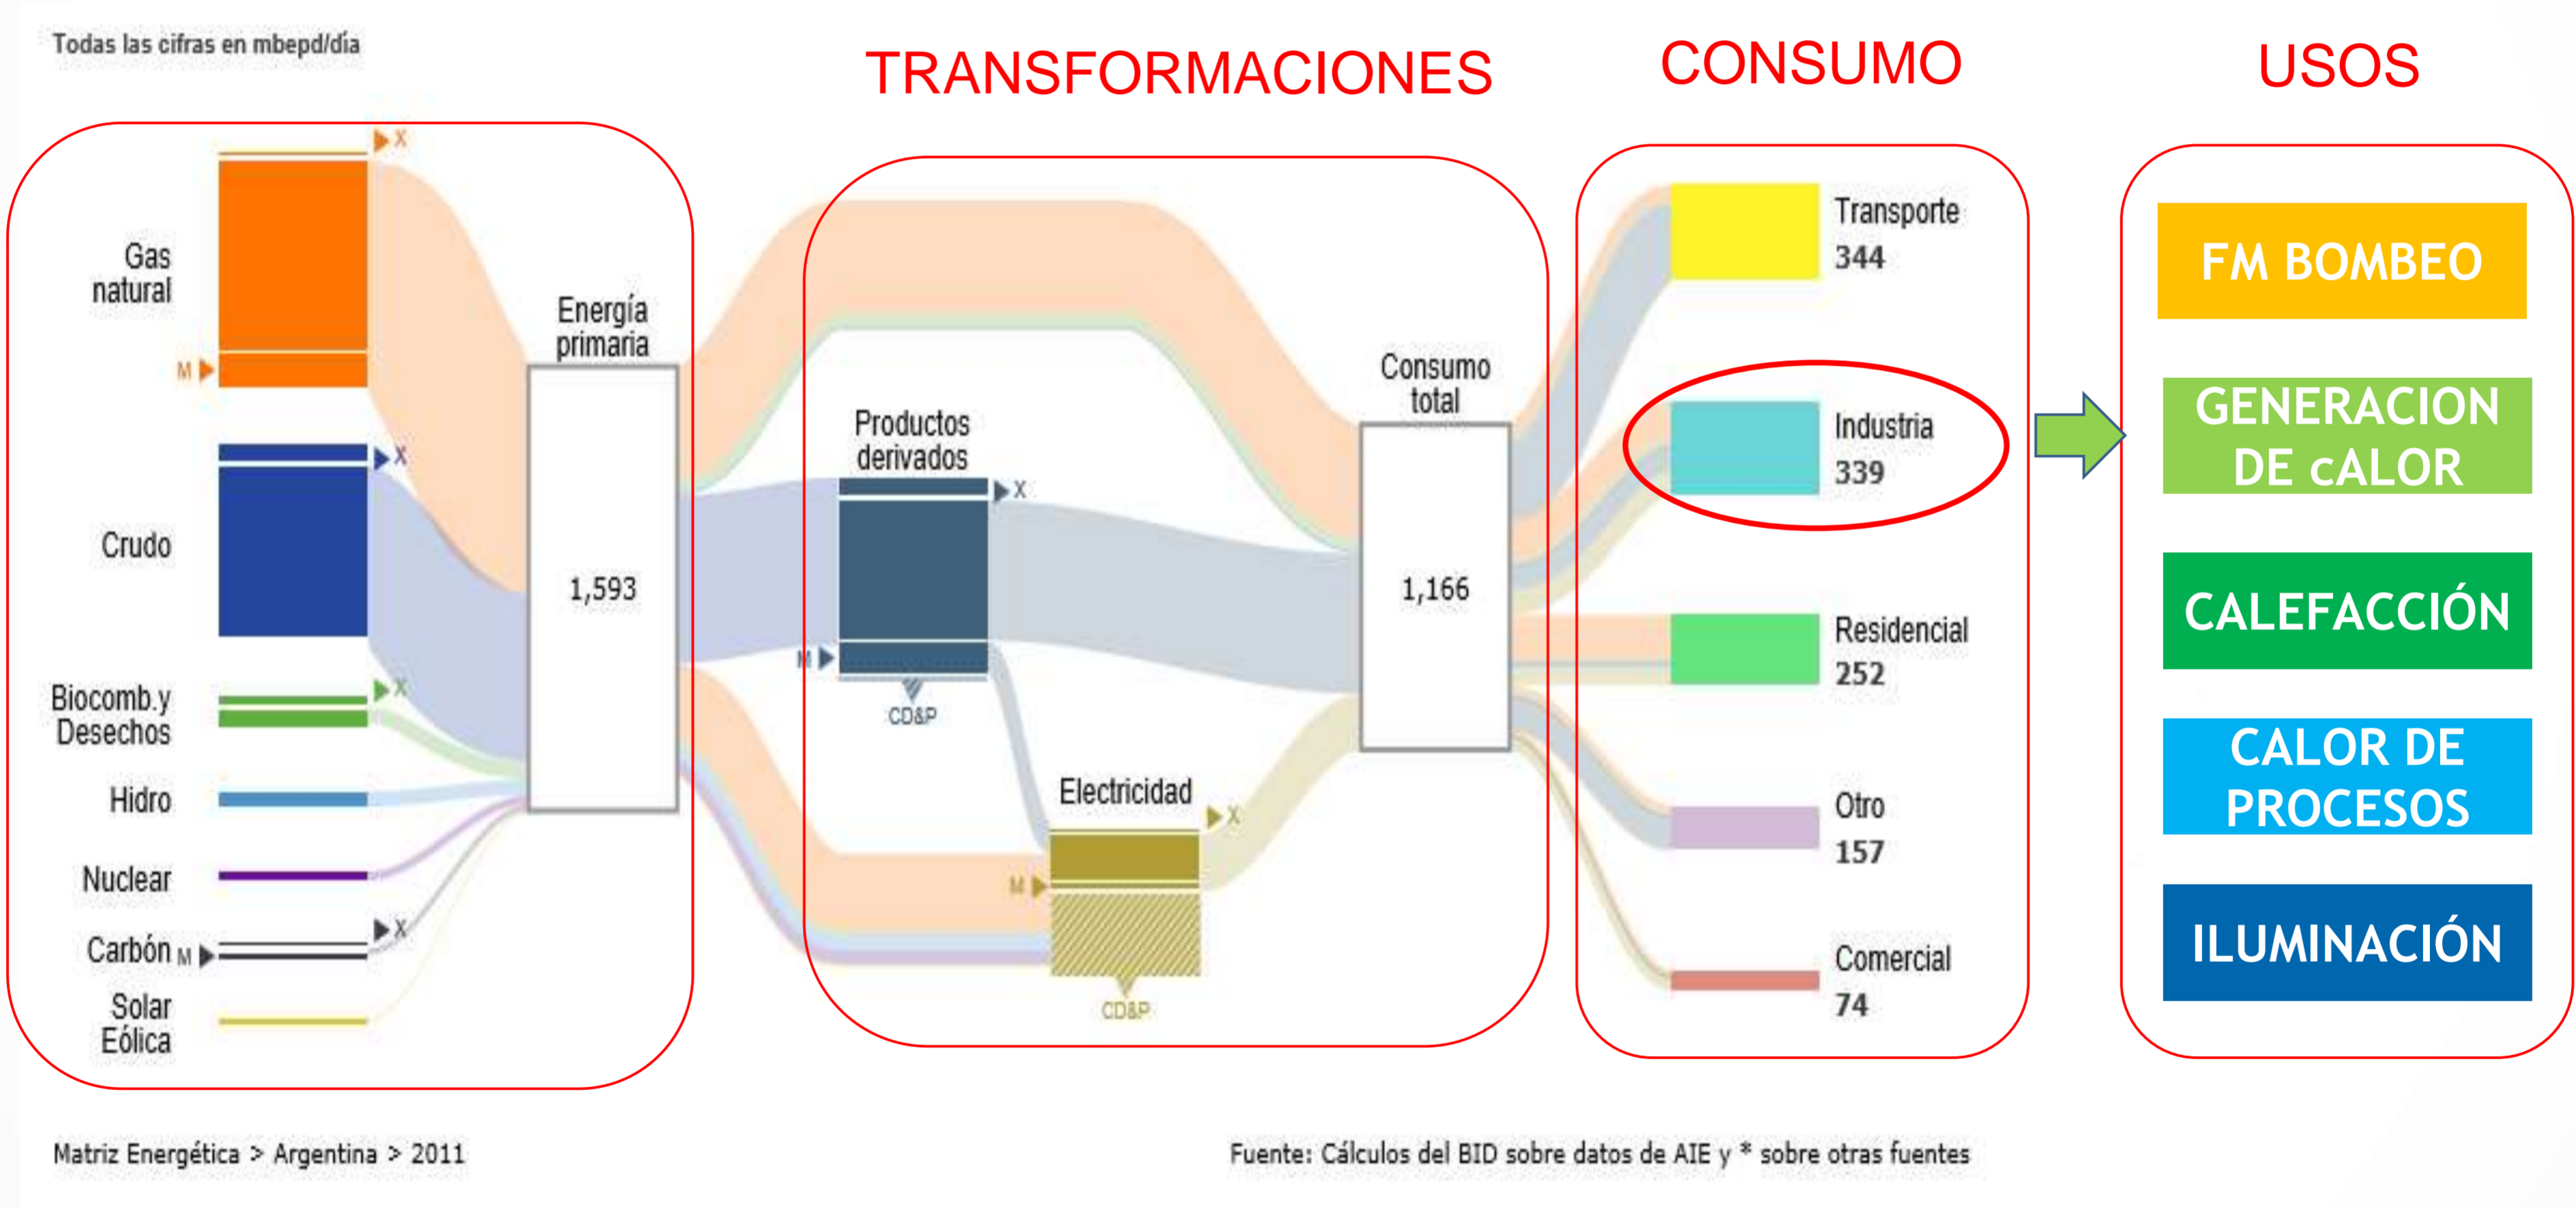 Todas las cifras en mbepd/día
TRANSFORMACIONES
CONSUMO
USOS
X
Gas
natural
M
X
Crudo
X
Biocomb.y
Desechos
Hidro
Nuclear
X
Carbón
M
Solar
Eólica
Energía
primaria
1,593
Productos
derivados
X
M
CD&P
Electricidad
X
M
CD&P
Consumo
total
1,166
Transporte
344
Industria
339
Residencial
252
Otro
157
Comercial
74
FM BOMBEO
GENERACION
DE cALOR
CALEFACCIÓN
CALOR DE
PROCESOS
ILUMINACIÓN
Matriz Energética > Argentina > 2011
Fuente: Cálculos del BID sobre datos de AIE y * sobre otras fuentes